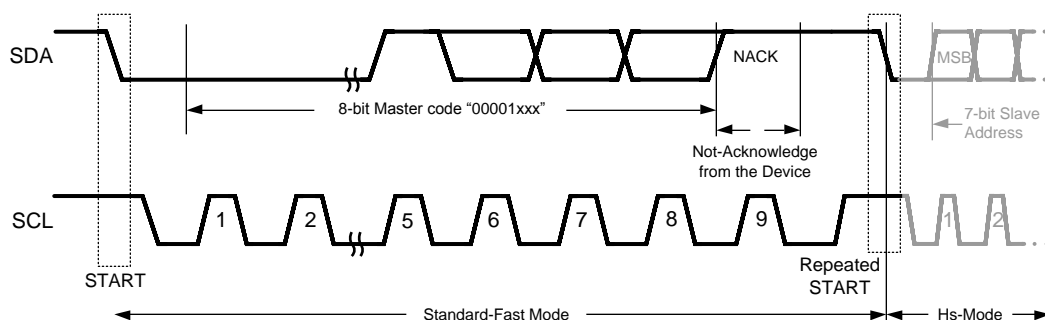 SDA
NACK
MSB
8-bit Master code “00001xxx”
7-bit Slave
Address
Not-Acknowledge
from the Device
SCL
1 2 5 6 7 8 9 1 2
START
Repeated
START
Standard-Fast Mode
Hs-Mode